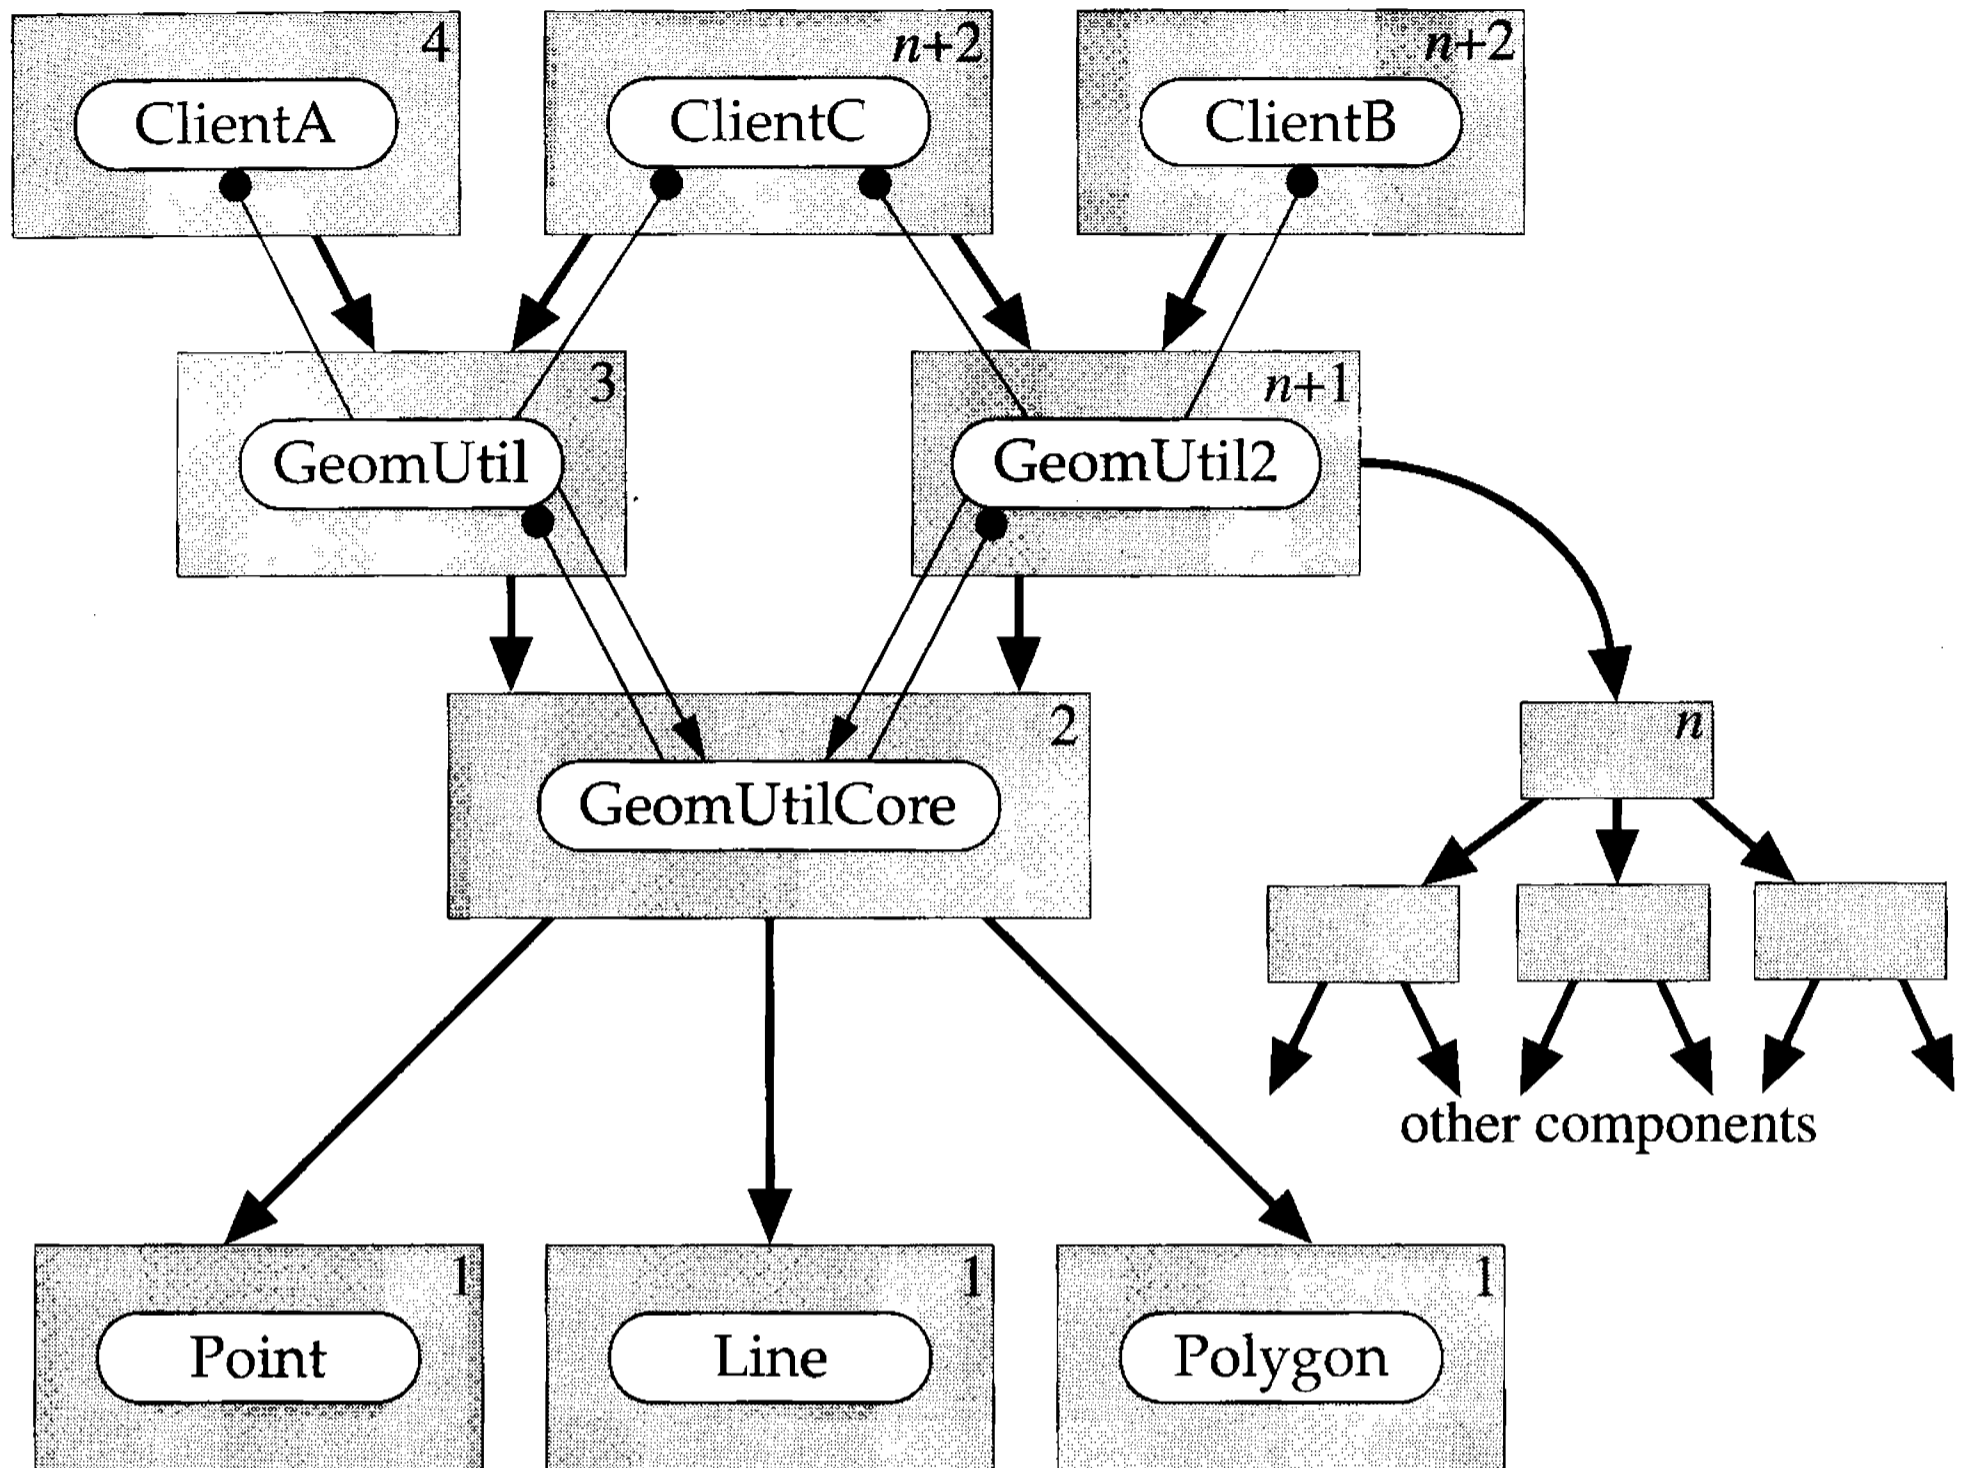 4
n+2
n+2
ClientA
ClientC
ClientB
3
n+1
GeomUtil
GeomUtil2
2
n
GeomUtilCore
other components
1
1
1
Point
Line
Polygon